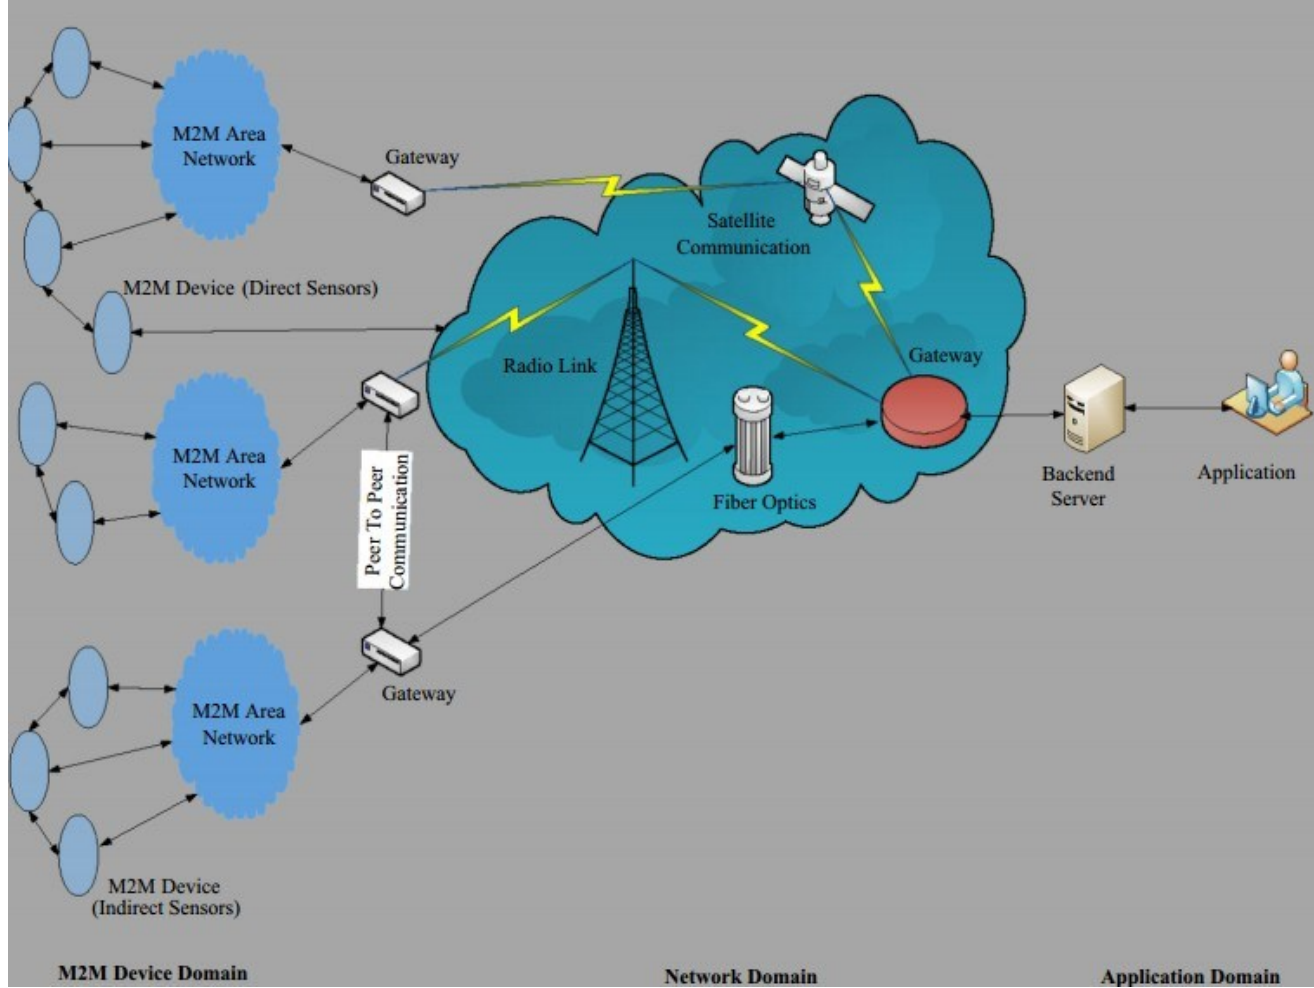 M2M Area
Network
Gateway
Satellite
Communication
M2M Device (Direct Sensors)
Radio Link
Gateway
M2M Area
Network
Peer To Peer
Communication
Fiber Optics
Backend
Server
Application
M2M Area
Network
Gateway
M2M Device
(Indirect Sensors)
M2M Device Domain
Network Domain
Application Domain